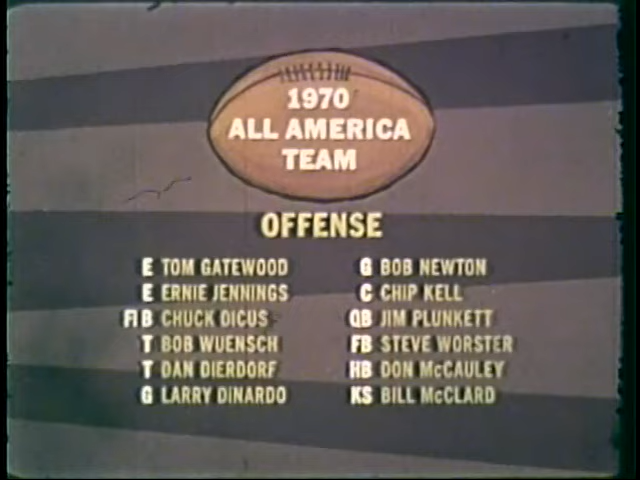 1970
ALL AMERICA
TEAM
OFFENSE
E TOM GATEWOOD
E ERNIE JENNINGS
Fl B CHUCK DICUS
T BOB WUENSCH
T DAN DIERDORF
G LARRY DiNARDO
G BOB NEWTON
C CHIP KELL
QB JIM PLUNKETT
FB STEVE WORSTER
HB DON McCAULEY
KS BILL McCLARD